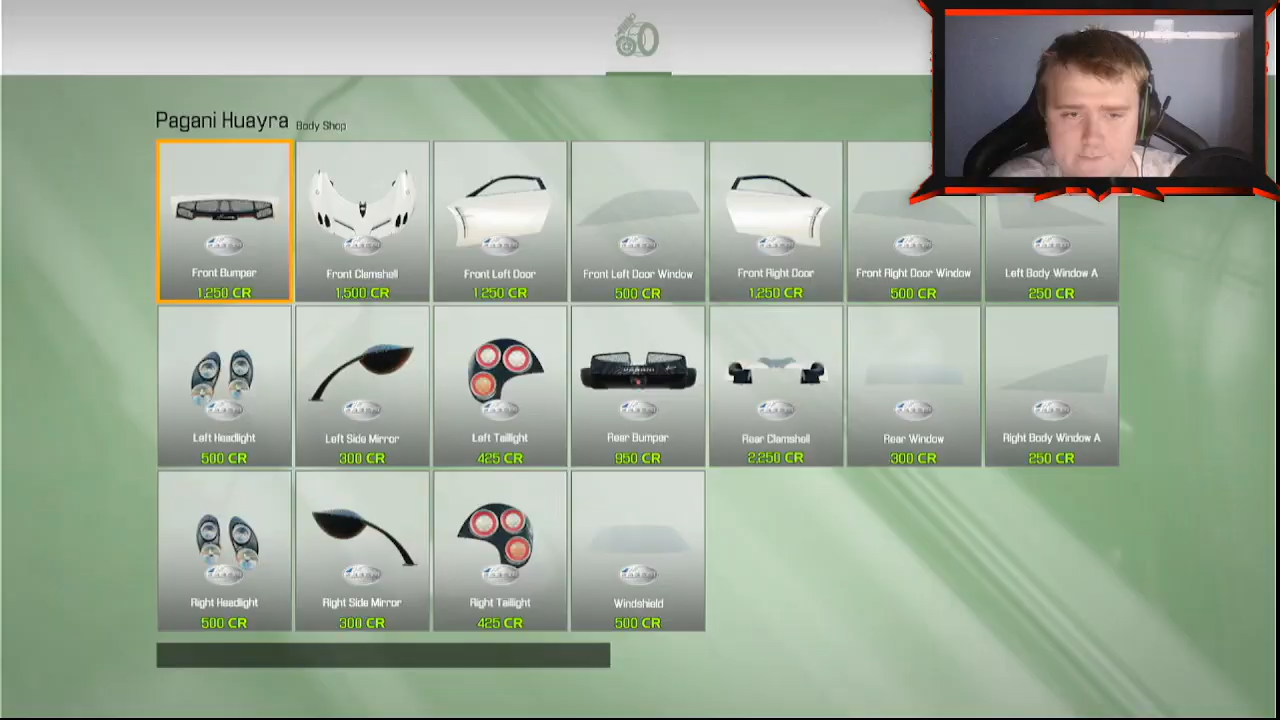 Pagani Huayra Body Shop
Front Bumper
1,250 CR
Front Clamshell
1,500 CR
Front Left Door
1,250 CR
Front Left Door Window
500 CR
Front Right Door
1,250 CR
Front Right Door Window
500 CR
Left Body Window A
250 CR
Left Headlight
500 CR
Left Side Mirror
300 CR
Left Taillight
425 CR
Rear Bumper
950 CR
Rear Clamshell
2,250 CR
Rear Window
300 CR
Right Body Window A
250 CR
Right Headlight
500 CR
Right Side Mirror
300 CR
Right Taillight
425 CR
Windshield
500 CR